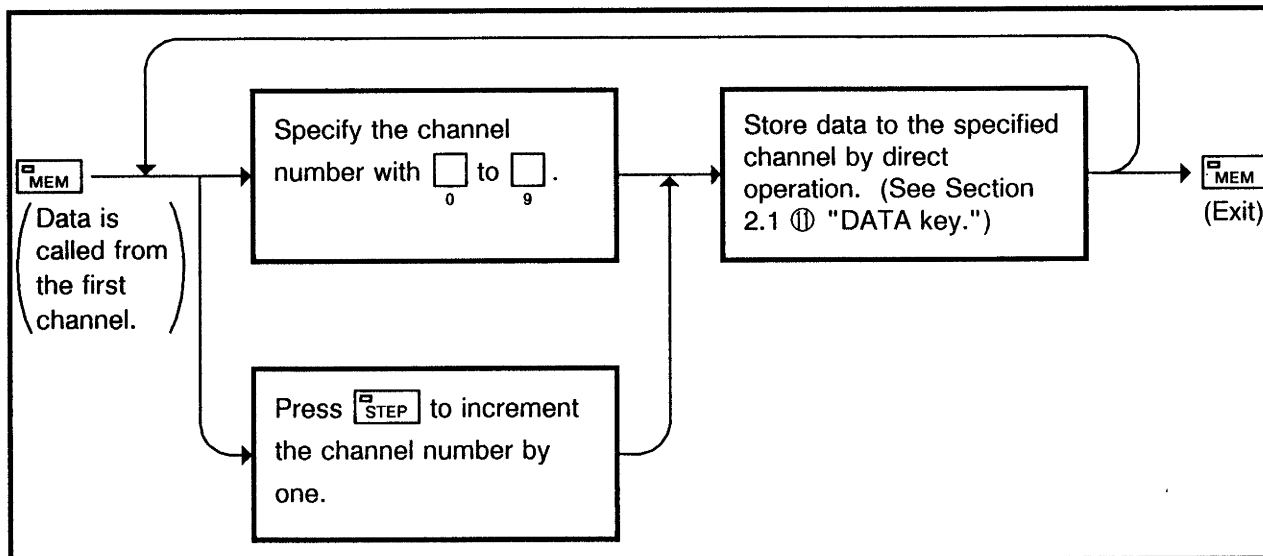 MEM
(Data is
called from
the first
channel.)
Specify the channel
number with □ to □.
0 9
Press STEP to increment
the channel number by
one.
Store data to the specified
channel by direct
operation. (See Section
2.1 ⑪ "DATA key.")
MEM
(Exit)